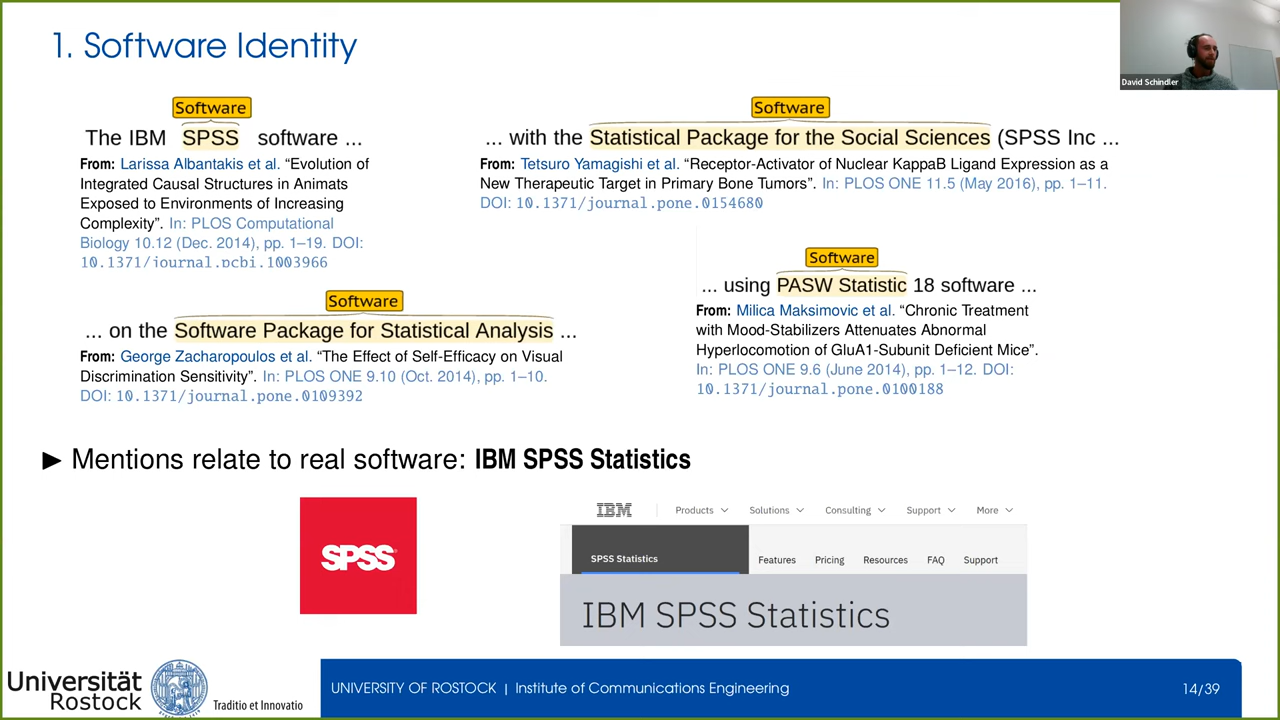 1. Software Identity
David Schindler
Software
The IBM SPSS software ...
From: Larissa Albantakis et al. “Evolution of
Integrated Causal Structures in Animats
Exposed to Environments of Increasing
Complexity”. In: PLOS Computational
Biology 10.12 (Dec. 2014), pp. 1–19. DOI:
10.1371/journal.pcbi.1003966
Software
... with the Statistical Package for the Social Sciences (SPSS Inc ...
From: Tetsuro Yamagishi et al. “Receptor-Activator of Nuclear KappaB Ligand Expression as a
New Therapeutic Target in Primary Bone Tumors”. In: PLOS ONE 11.5 (May 2016), pp. 1–11.
DOI: 10.1371/journal.pone.0154680
Software
... on the Software Package for Statistical Analysis ...
From: George Zacharopoulos et al. “The Effect of Self-Efficacy on Visual
Discrimination Sensitivity”. In: PLOS ONE 9.10 (Oct. 2014), pp. 1–10.
DOI: 10.1371/journal.pone.0109392
Software
... using PASW Statistic 18 software ...
From: Milica Maksimovic et al. “Chronic Treatment
with Mood-Stabilizers Attenuates Abnormal
Hyperlocomotion of GluA1-Subunit Deficient Mice”.
In: PLOS ONE 9.6 (June 2014), pp. 1–12. DOI:
10.1371/journal.pone.0100188
► Mentions relate to real software: IBM SPSS Statistics
SPSS
IBM Products Solutions Consulting Support More
SPSS Statistics Features Pricing Resources FAQ Support
IBM SPSS Statistics
Universität
Rostock
Traditio et Innovatio
UNIVERSITY OF ROSTOCK | Institute of Communications Engineering
14/39